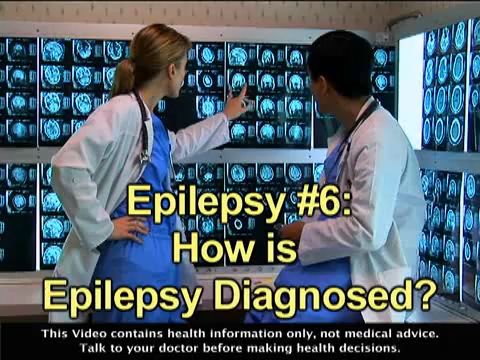 Epilepsy #6:
How is
Epilepsy Diagnosed?
This Video contains health information only, not medical advice.
Talk to your doctor before making health decisions.